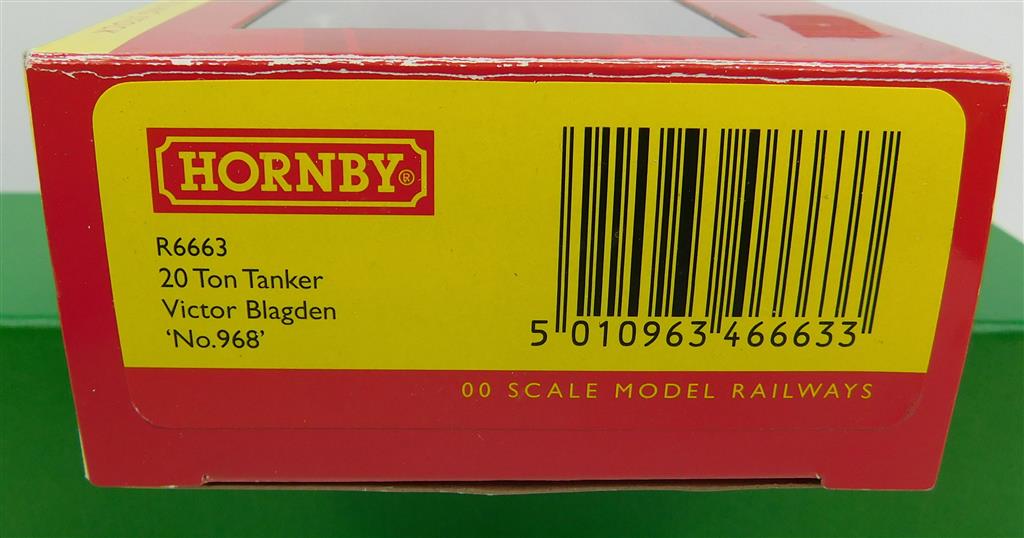 HORNBY®
R6663
20 Ton Tanker
Victor Blagden
‘No.968’
5 010963 466633
00 SCALE MODEL RAILWAYS